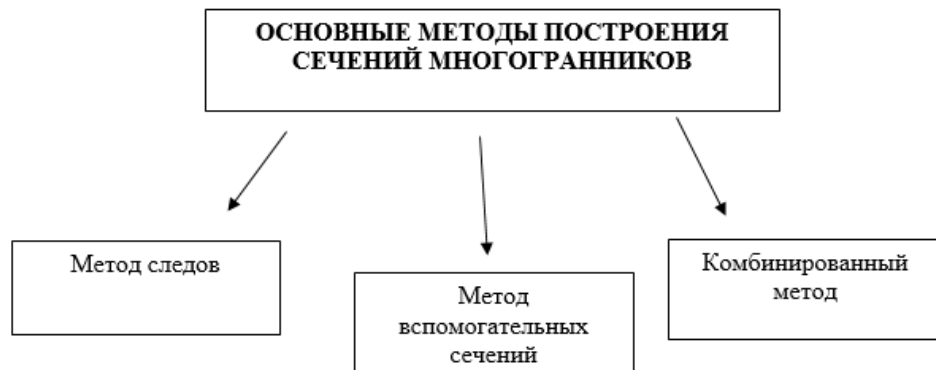 ОСНОВНЫЕ МЕТОДЫ ПОСТРОЕНИЯ
СЕЧЕНИЙ МНОГОГРАННИКОВ
Метод следов
Метод
вспомогательных
сечений
Комбинированный
метод